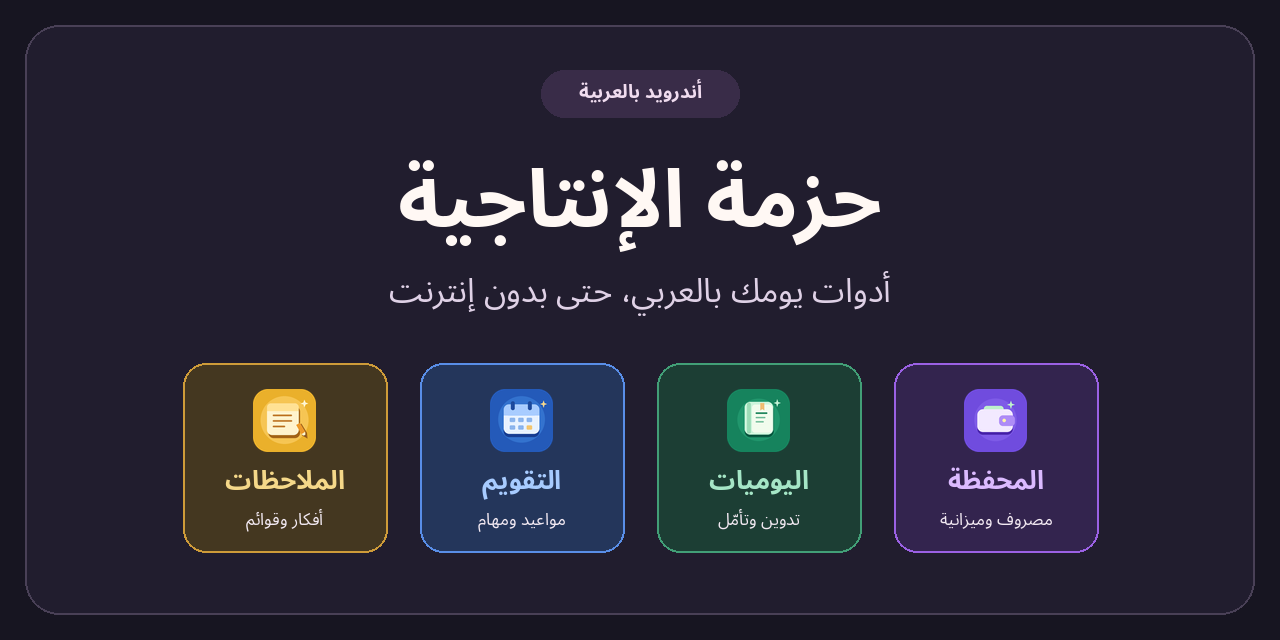 أندرويد بالعربية
حزمة الإنتاجية
أدوات يومك بالعربي، حتى بدون إنترنت
المحفظة
مصروف وميزانية
اليوميات
تدوين وتأمّل
التقويم
مواعيد ومهام
الملاحظات
أفكار وقوائم